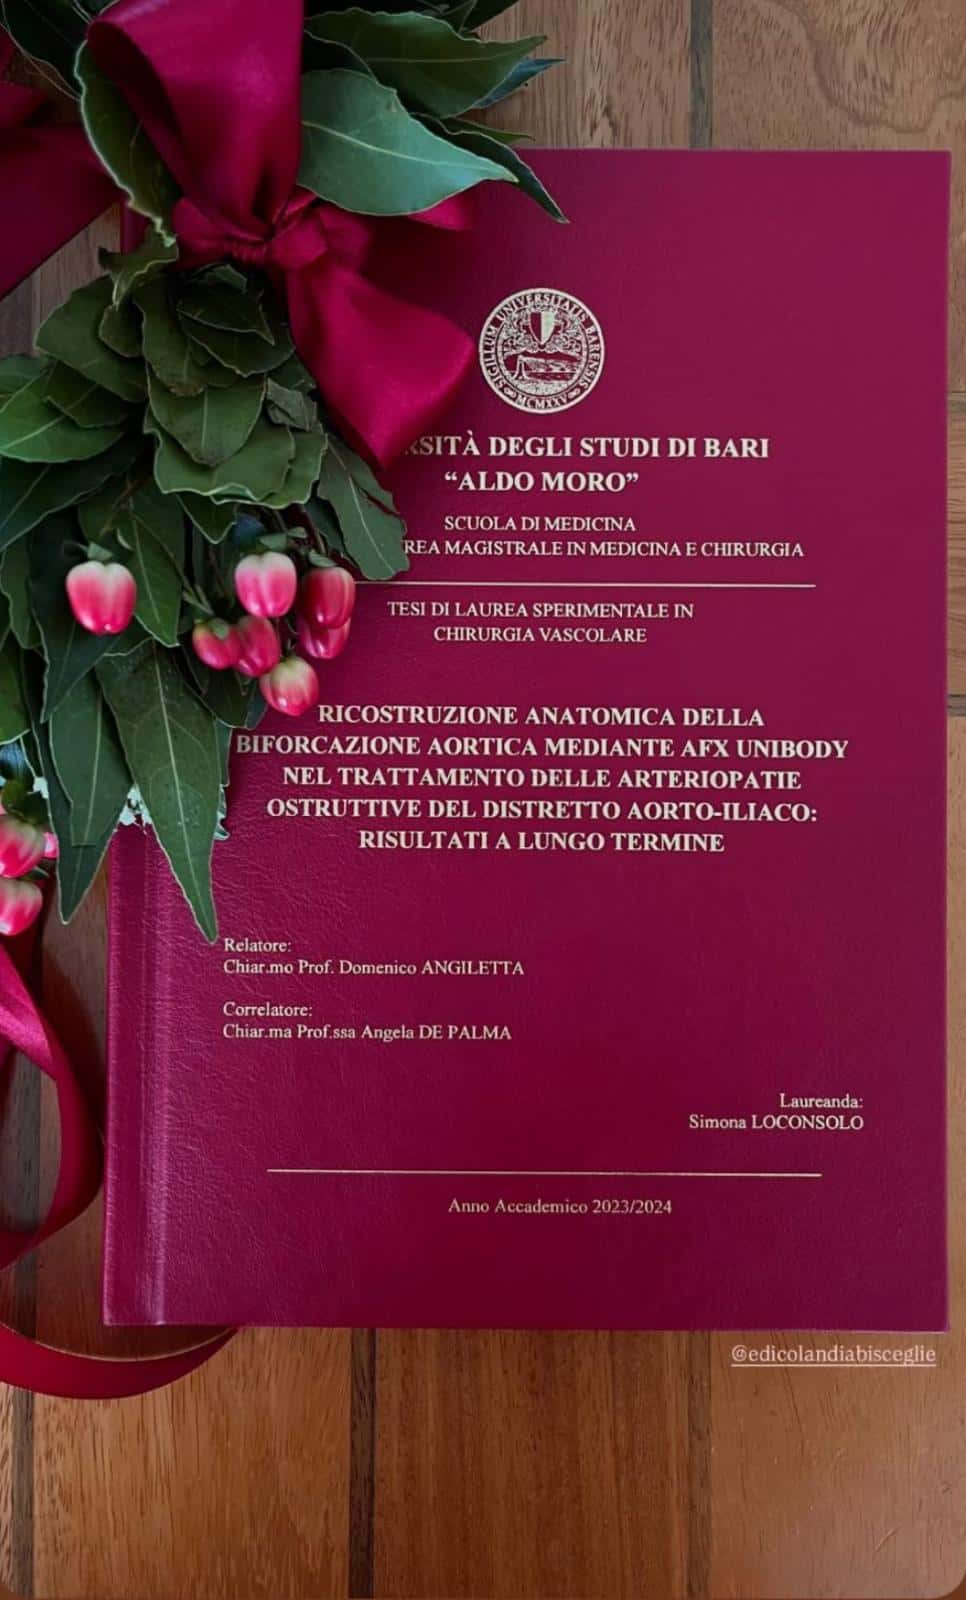 SIGILLUM UNIVERSITATIS BARENSIS
MCMXXV
DEGLI STUDI DI BARI
“ALDO MORO”
SCUOLA DI MEDICINA
MAGISTRALE IN MEDICINA E CHIRURGIA
TESI DI LAUREA SPERIMENTALE IN
CHIRURGIA VASCOLARE
RICOSTRUZIONE ANATOMICA DELLA
BIFORCAZIONE AORTICA MEDIANTE AFX UNIBODY
NEL TRATTAMENTO DELLE ARTERIOPATIE
OSTRUTTIVE DEL DISTRETTO AORTO-ILIACO:
RISULTATI A LUNGO TERMINE
Relatore:
Chiar.mo Prof. Domenico ANGILETTA
Correlatore:
Chiar.ma Prof.ssa Angela DE PALMA
Laureanda:
Simona LOCONSOLO
Anno Accademico 2023/2024
@edicolandiabisceglie